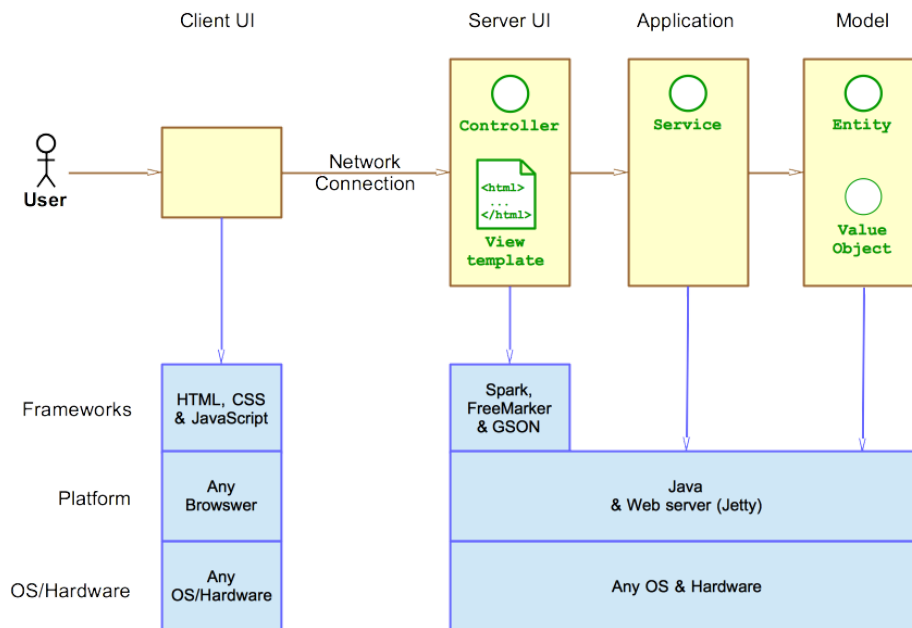 Client UI
Server UI
Application
Model
User
Network
Connection
Controller
<html>
...
</html>
View
template
Service
Entity
Value
Object
Frameworks
HTML, CSS
& JavaScript
Spark,
FreeMarker
& GSON
Platform
Any
Browswer
Java
& Web server (Jetty)
OS/Hardware
Any
OS/Hardware
Any OS & Hardware